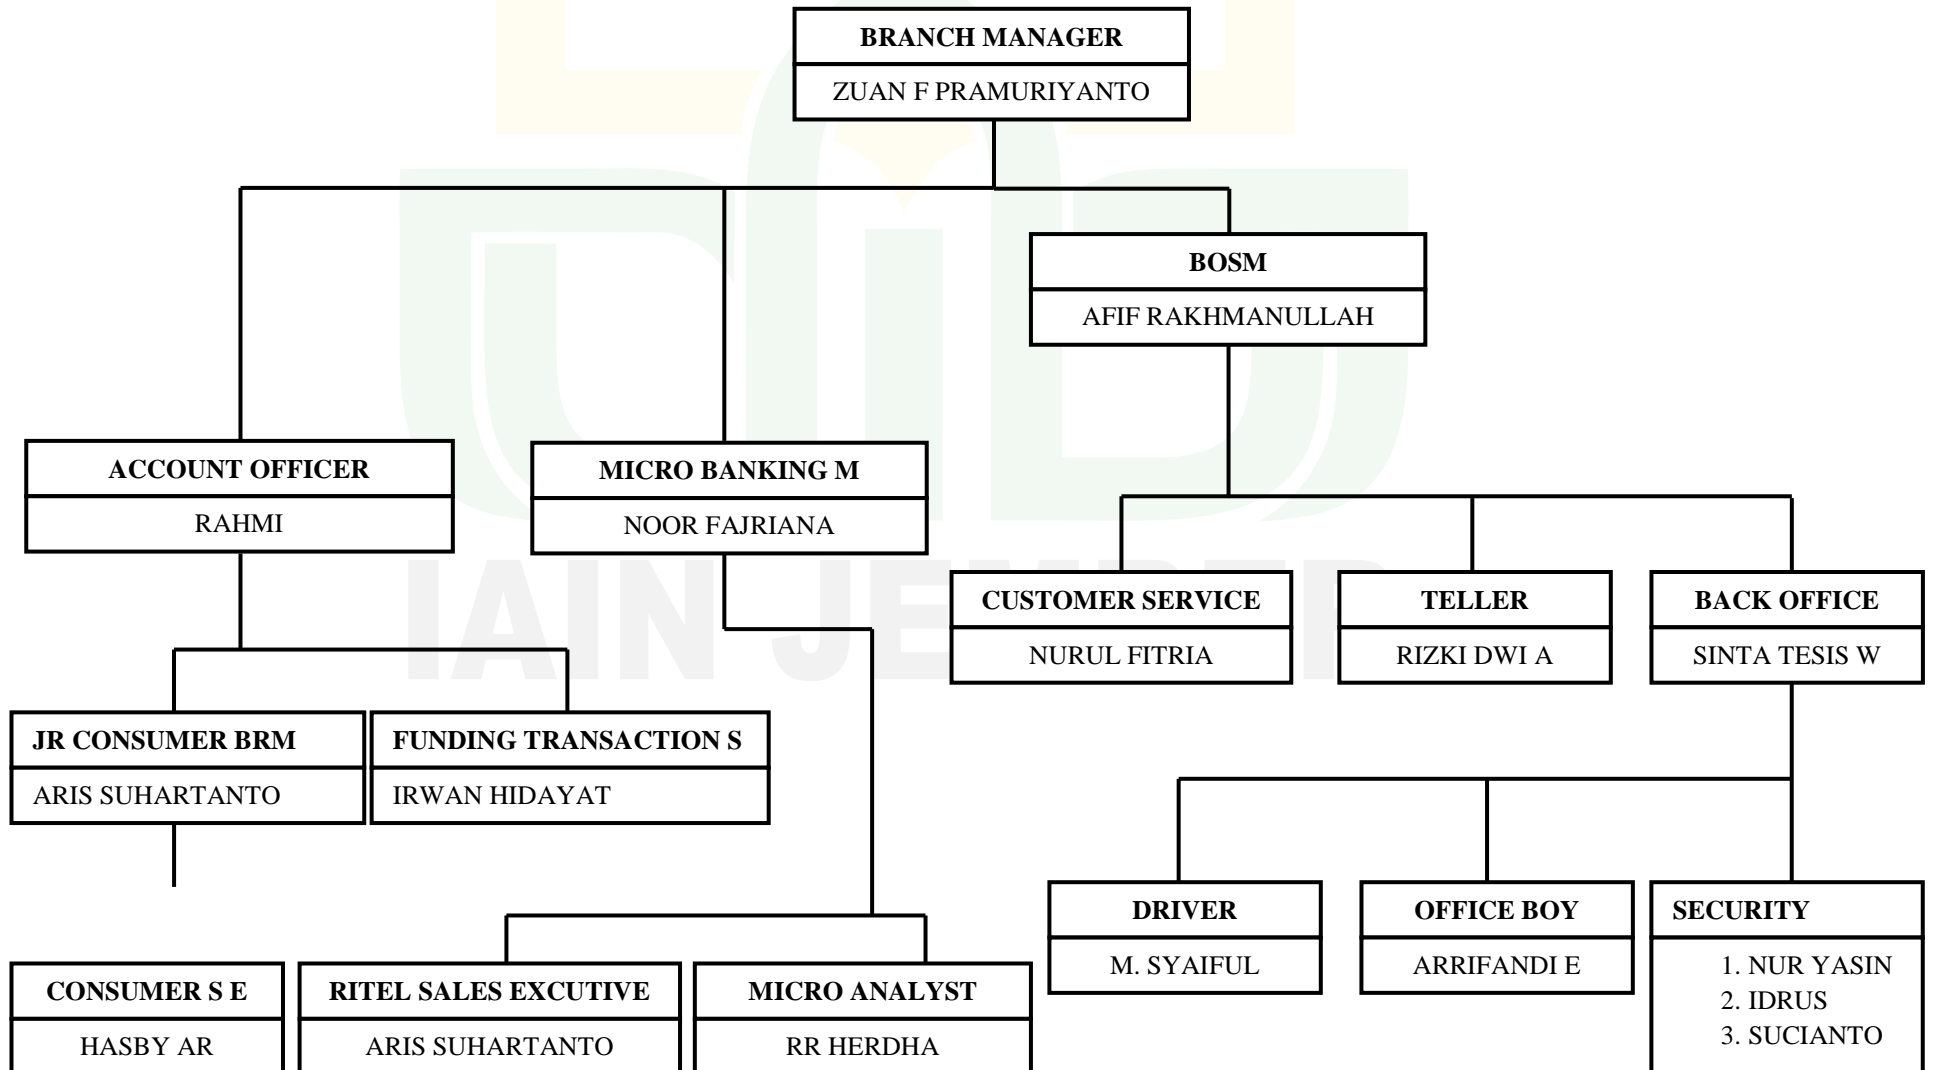 BRANCH MANAGER
ZUAN F PRAMURIYANTO
BOSM
AFIF RAKHMANULLAH
ACCOUNT OFFICER
RAHMI
MICRO BANKING M
NOOR FAJRIANA
CUSTOMER SERVICE
NURUL FITRIA
TELLER
RIZKI DWI A
BACK OFFICE
SINTA TESIS W
JR CONSUMER BRM
ARIS SUHARTANTO
FUNDING TRANSACTION S
IRWAN HIDAYAT
DRIVER
M. SYAIFUL
OFFICE BOY
ARRIFANDI E
SECURITY
1. NUR YASIN
2. IDRUS
3. SUCIANTO
CONSUMER S E
HASBY AR
RITEL SALES EXCUTIVE
ARIS SUHARTANTO
MICRO ANALYST
RR HERDHA
IAIN JEMBER